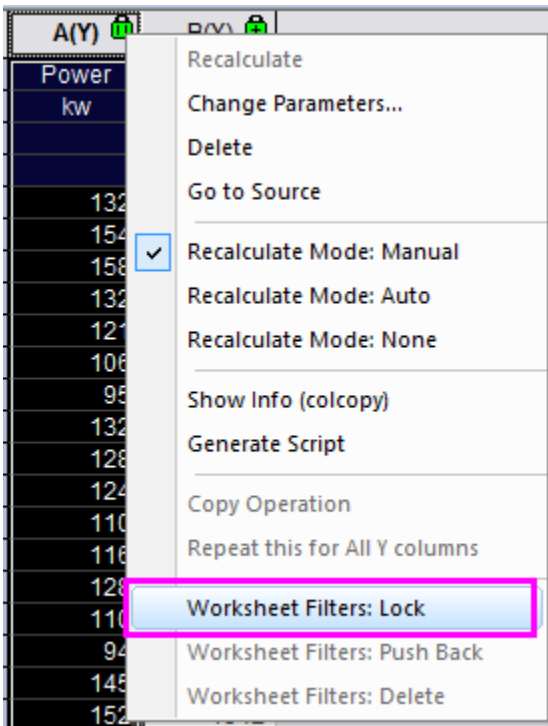 A(Y) B(Y)
Power
kw
132
154
158
132
121
106
95
132
128
124
110
116
128
110
94
145
152
Recalculate
Change Parameters...
Delete
Go to Source
Recalculate Mode: Manual
Recalculate Mode: Auto
Recalculate Mode: None
Show Info (colcopy)
Generate Script
Copy Operation
Repeat this for All Y columns
Worksheet Filters: Lock
Worksheet Filters: Push Back
Worksheet Filters: Delete